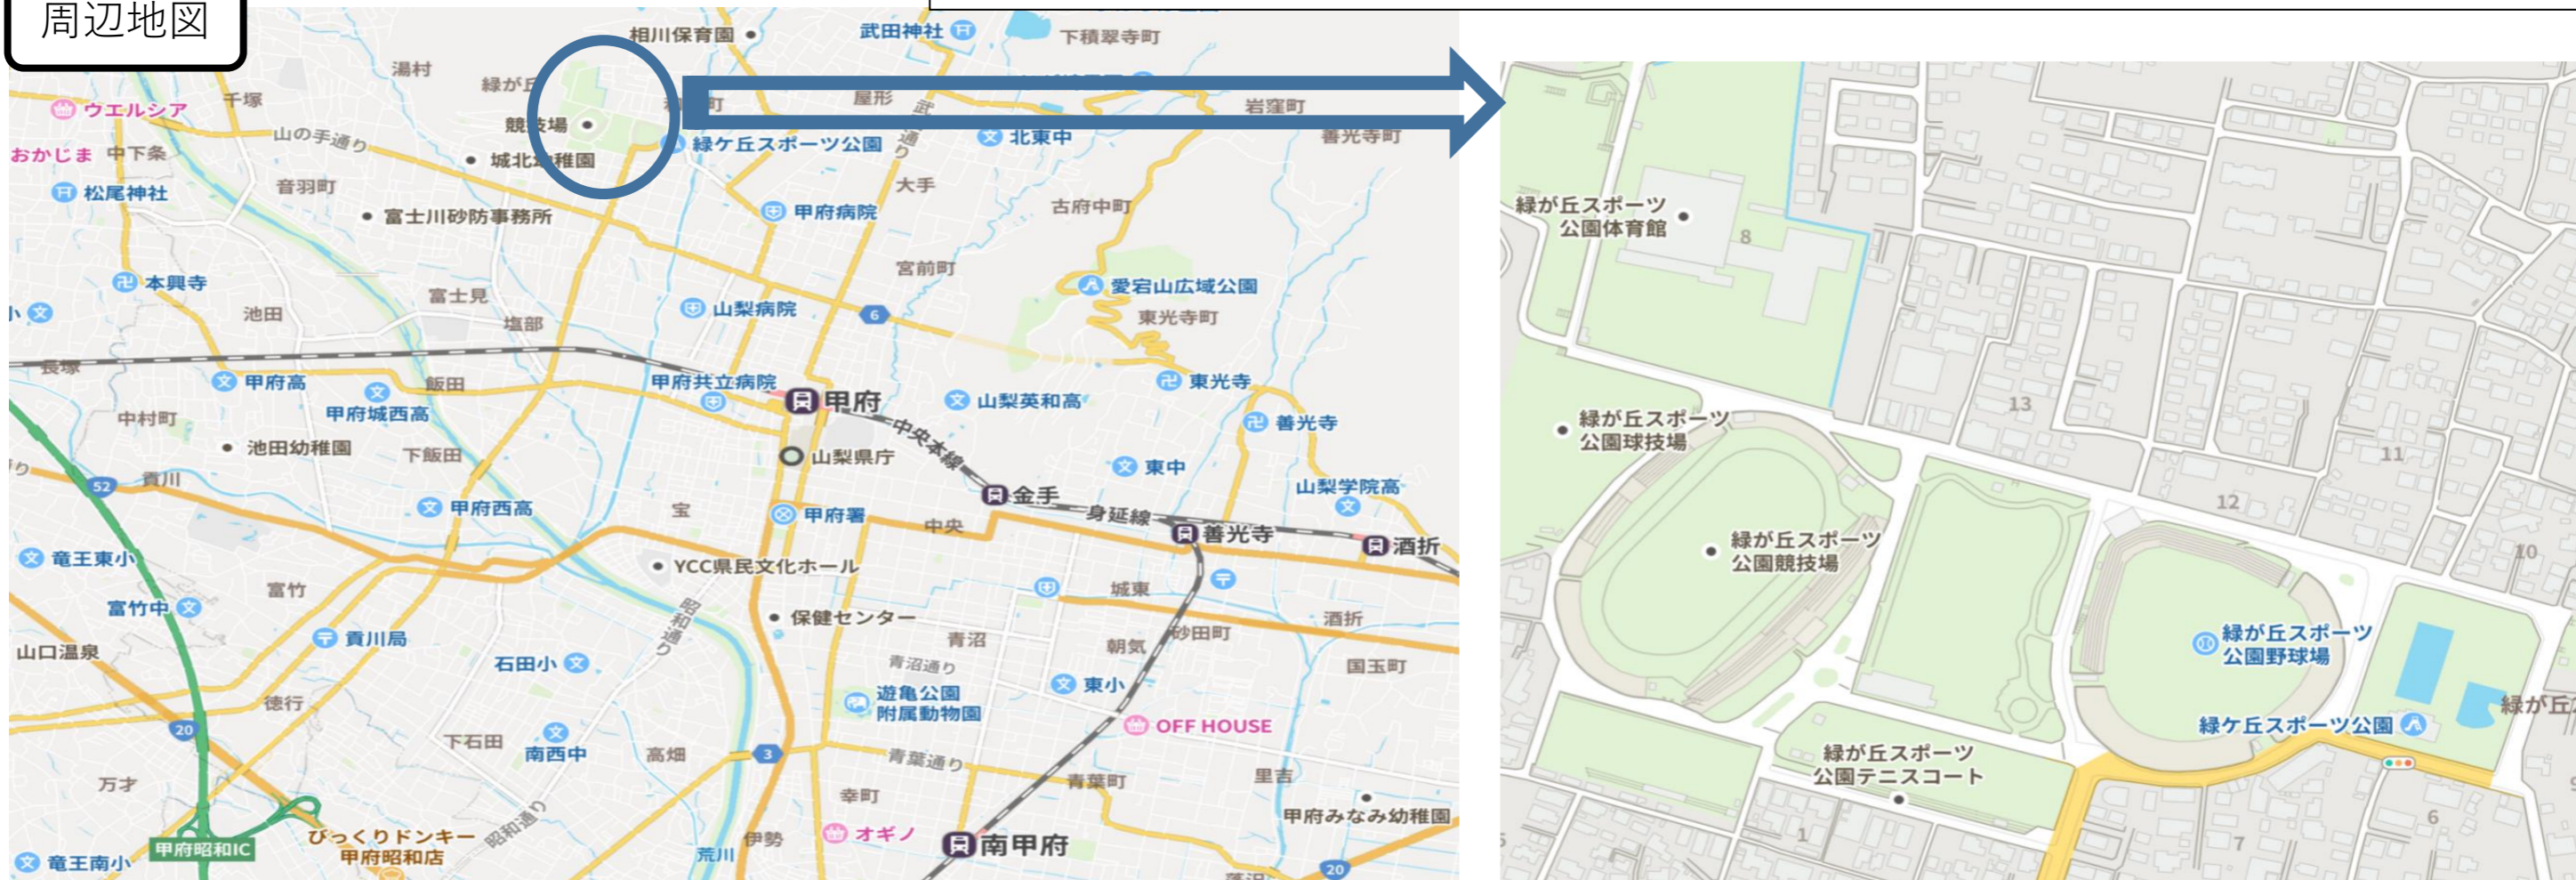 周辺地図
相川保育園
武田神社
下積翠寺町
湯村
緑が丘
千塚
ウエルシア
屋形
岩窪町
競技場
山の手通り
緑ケ丘スポーツ公園
武
通り
北東中
善光寺町
おかじま
中下条
城北幼稚園
松尾神社
音羽町
大手
富士川砂防事務所
甲府病院
古府中町
宮前町
本興寺
愛宕山広域公園
富士見
池田
塩部
山梨病院
6
東光寺町
長塚
甲府高
飯田
甲府共立病院
甲府
山梨英和高
東光寺
甲府城西高
中村町
中央本線
善光寺
池田幼稚園
下飯田
山梨県庁
東中
52
貢川
山梨学院高
甲府西高
宝
甲府署
中央
金手
身延線
善光寺
酒折
竜王東小
YCC県民文化ホール
富竹
城東
富竹中
昭和通り
保健センター
酒折
貢川局
青沼
朝気
砂田町
山口温泉
石田小
青沼通り
国玉町
徳行
遊亀公園
附属動物園
東小
20
下石田
南西中
高畑
3
OFF HOUSE
青葉通り
万才
幸町
青葉町
里吉
甲府みなみ幼稚園
昭和通り
びっくりドンキー
甲府昭和店
甲府昭和IC
伊勢
オギノ
南甲府
竜王南小
荒川
20
緑が丘スポーツ
公園体育館
8
緑が丘スポーツ
公園球技場
13
11
12
緑が丘スポーツ
公園競技場
10
緑が丘スポーツ
公園野球場
緑が丘
緑ケ丘スポーツ公園
緑が丘スポーツ
公園テニスコート
1
7
6